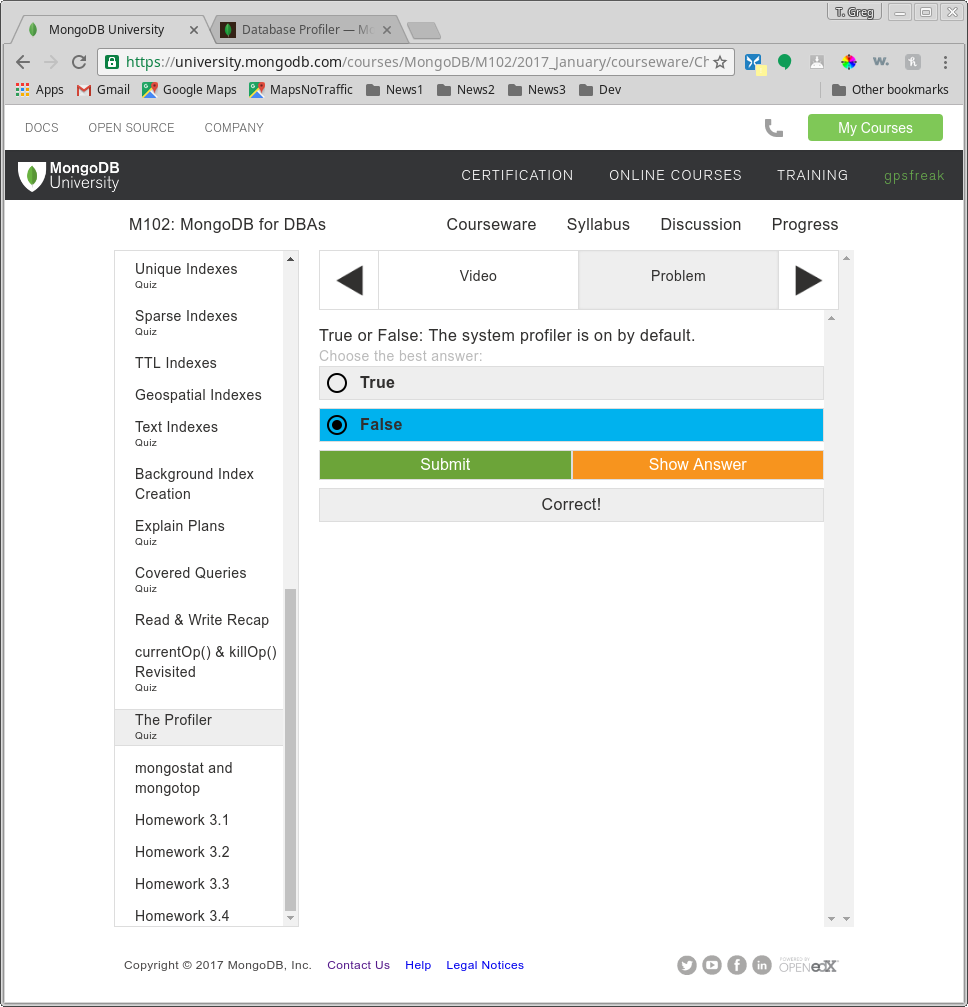 T. Greg
MongoDB University
Database Profiler — Mo
https://university.mongodb.com/courses/MongoDB/M102/2017_January/courseware/Ch
Apps Gmail Google Maps MapsNoTraffic News1 News2 News3 Dev Other bookmarks
DOCS OPEN SOURCE COMPANY My Courses
MongoDB
University
CERTIFICATION ONLINE COURSES TRAINING gpsfreak
M102: MongoDB for DBAs Courseware Syllabus Discussion Progress
Unique Indexes
Quiz
Sparse Indexes
Quiz
TTL Indexes
Geospatial Indexes
Text Indexes
Quiz
Background Index
Creation
Explain Plans
Quiz
Covered Queries
Quiz
Read & Write Recap
currentOp() & killOp()
Revisited
Quiz
The Profiler
Quiz
mongostat and
mongotop
Homework 3.1
Homework 3.2
Homework 3.3
Homework 3.4
Video Problem
True or False: The system profiler is on by default.
Choose the best answer:
True
False
Submit Show Answer
Correct!
Copyright © 2017 MongoDB, Inc. Contact Us Help Legal Notices
POWERED BY
OPEN edX